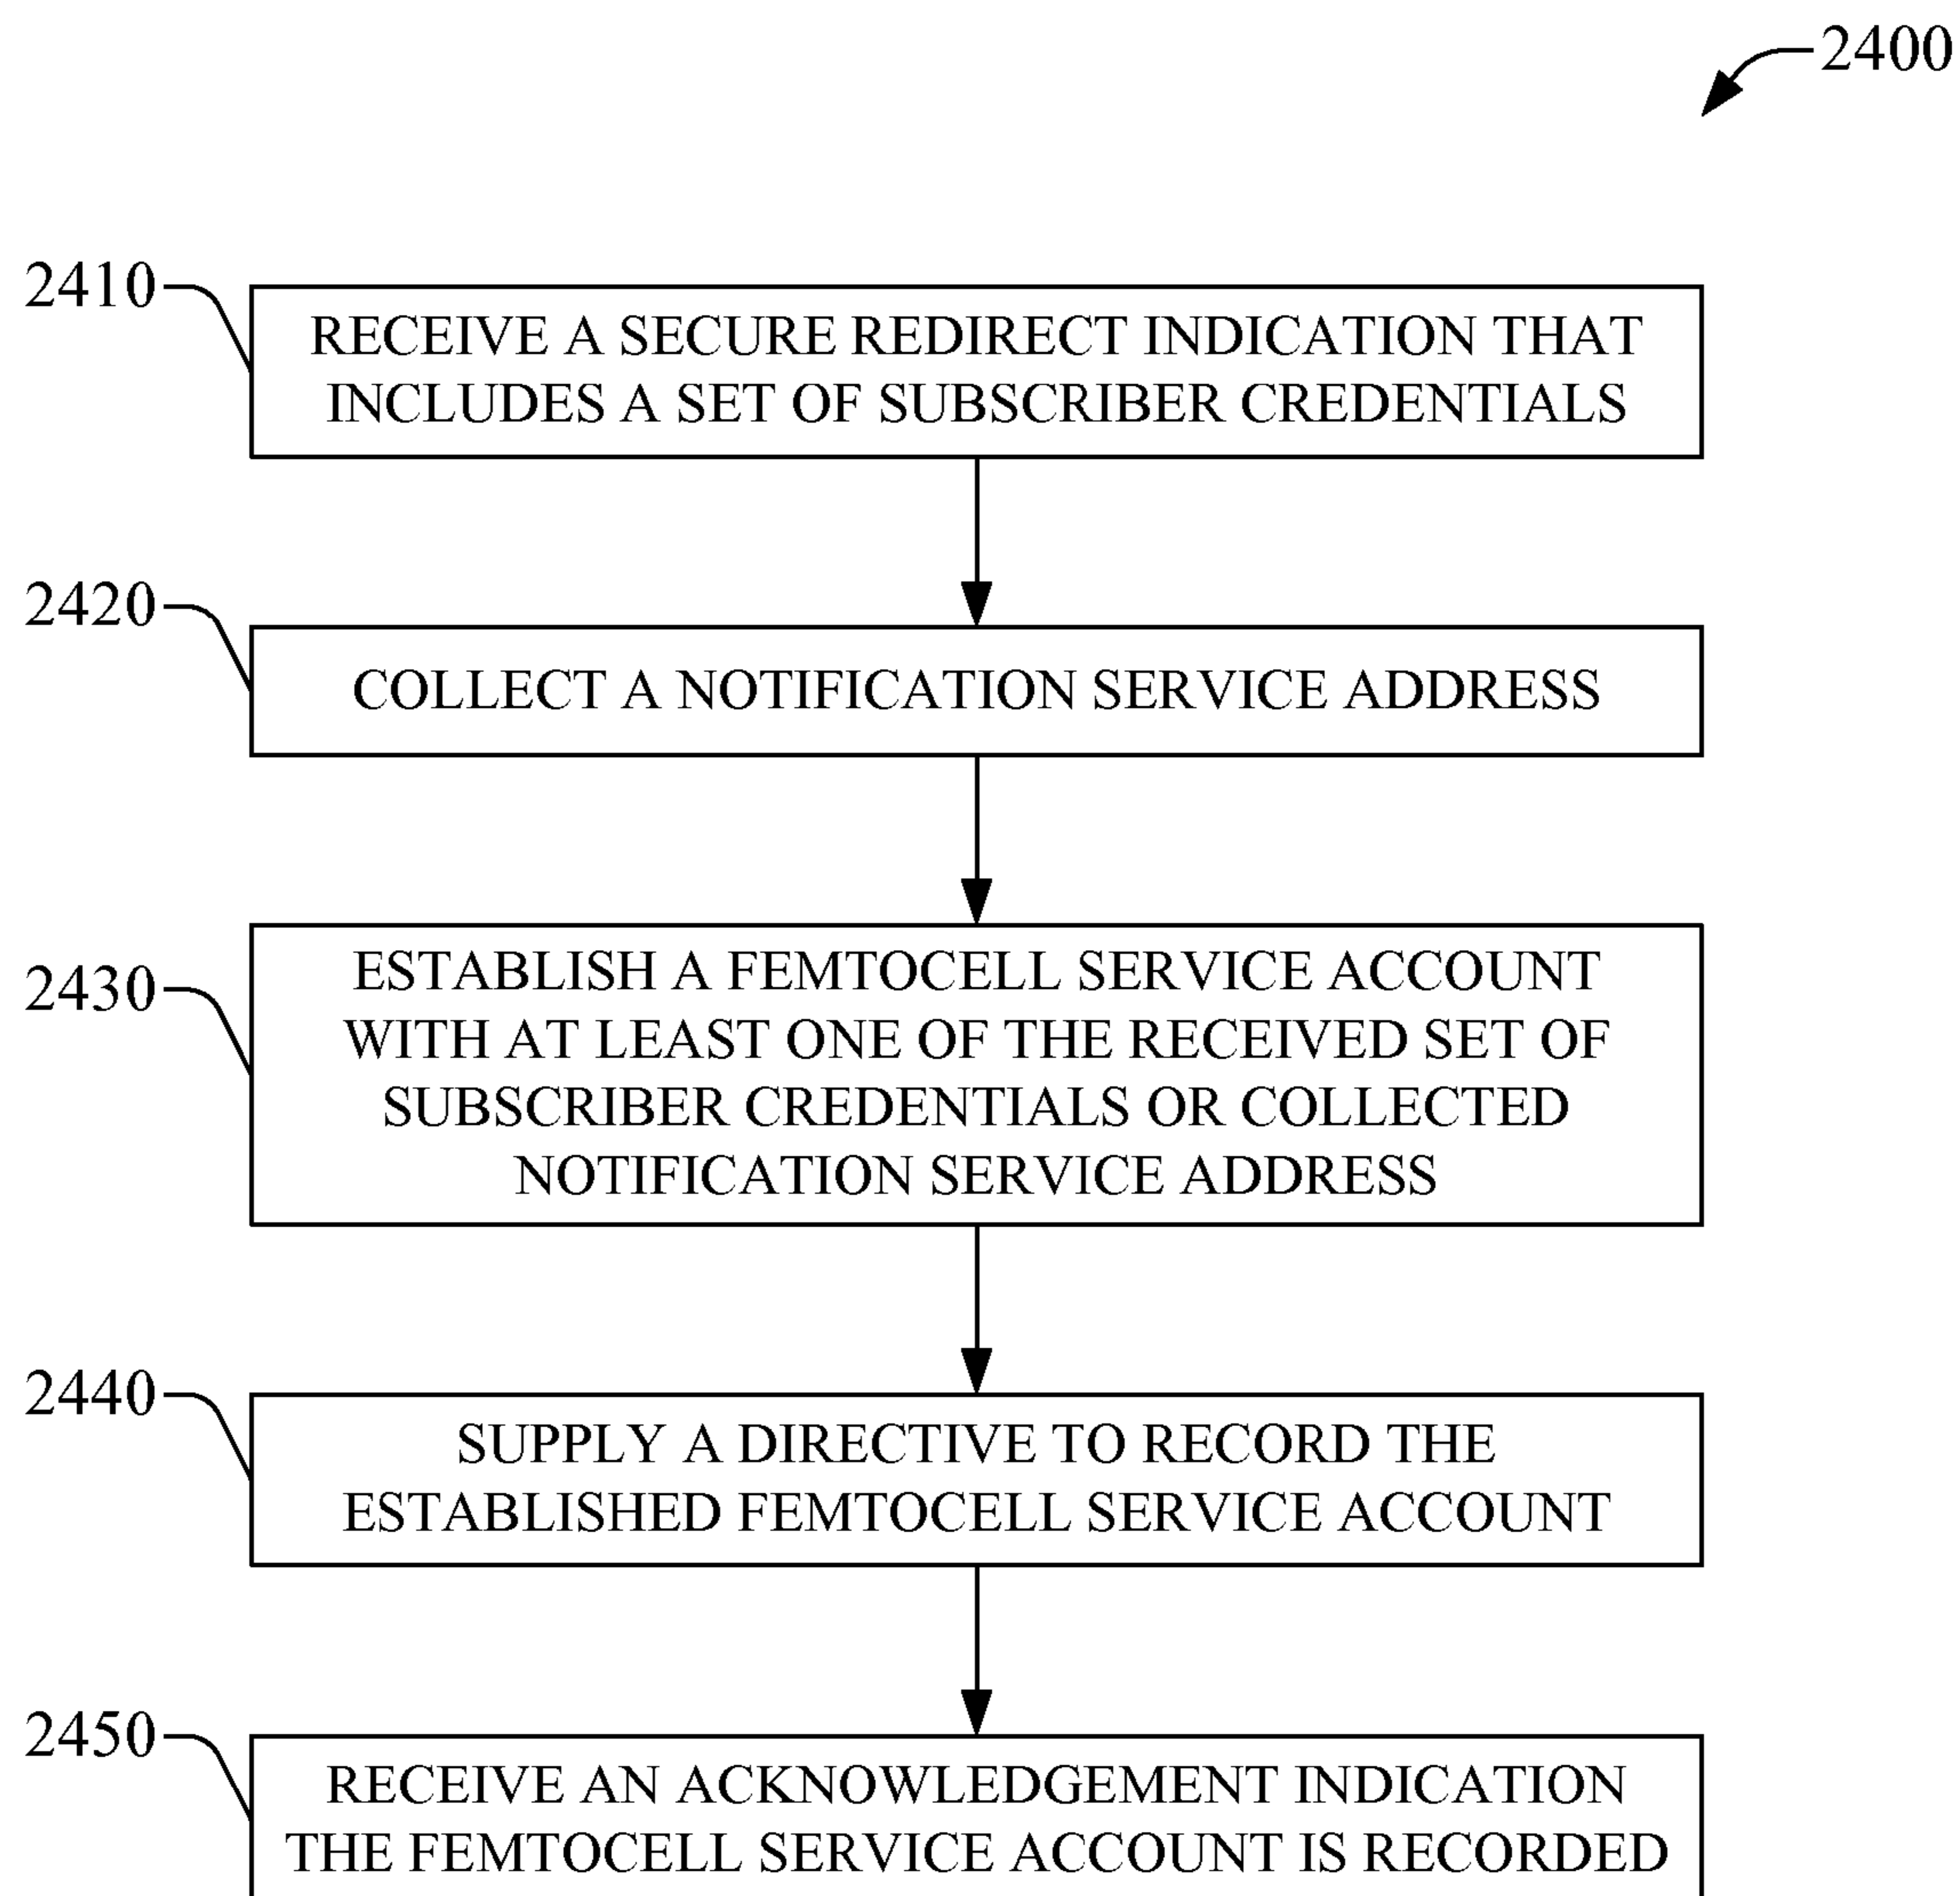 2400
2410
RECEIVE A SECURE REDIRECT INDICATION THAT
INCLUDES A SET OF SUBSCRIBER CREDENTIALS
2420
COLLECT A NOTIFICATION SERVICE ADDRESS
2430
ESTABLISH A FEMTOCELL SERVICE ACCOUNT
WITH AT LEAST ONE OF THE RECEIVED SET OF
SUBSCRIBER CREDENTIALS OR COLLECTED
NOTIFICATION SERVICE ADDRESS
2440
SUPPLY A DIRECTIVE TO RECORD THE
ESTABLISHED FEMTOCELL SERVICE ACCOUNT
2450
RECEIVE AN ACKNOWLEDGEMENT INDICATION
THE FEMTOCELL SERVICE ACCOUNT IS RECORDED